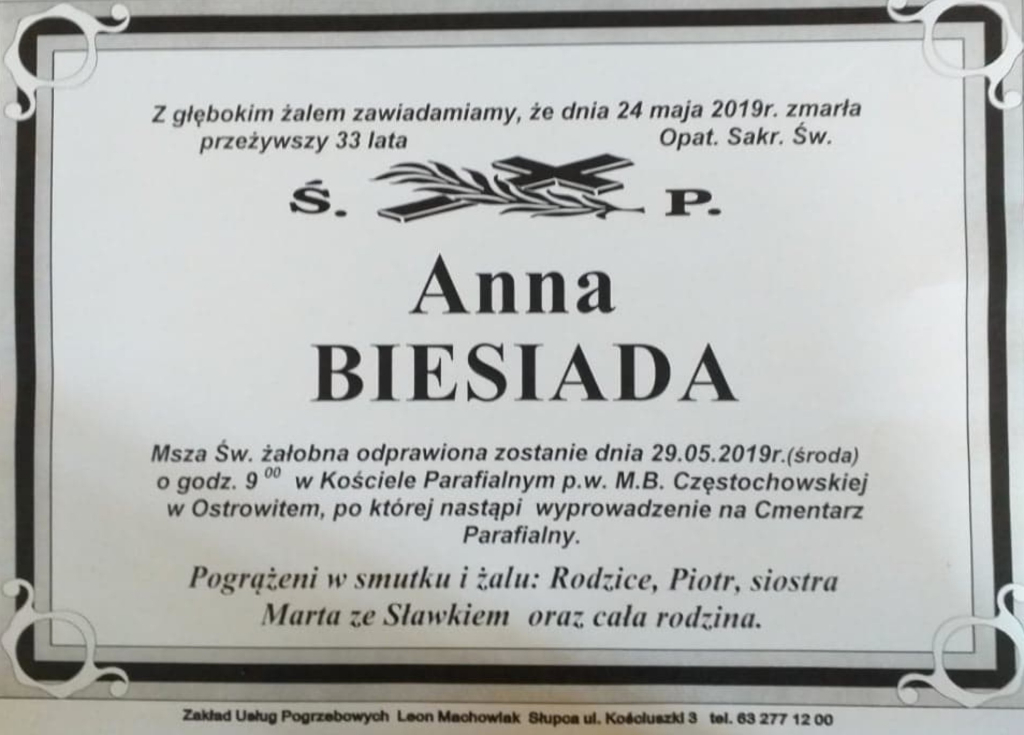 Z głębokim żalem zawiadamiamy, że dnia 24 maja 2019r. zmarła
przeżywszy 33 lata Opat. Sakr. Św.
Ś. P.
Anna
BIESIADA
Msza Św. żałobna odprawiona zostanie dnia 29.05.2019r.(środa)
o godz. 9 00 w Kościele Parafialnym p.w. M.B. Częstochowskiej
w Ostrowitem, po której nastąpi wyprowadzenie na Cmentarz
Parafialny.
Pogrążeni w smutku i żalu: Rodzice, Piotr, siostra
Marta ze Sławkiem oraz cała rodzina.
Zakład Usług Pogrzebowych Leon Machowiak Słupca ul. Kościuszki 3 tel. 63 277 12 00